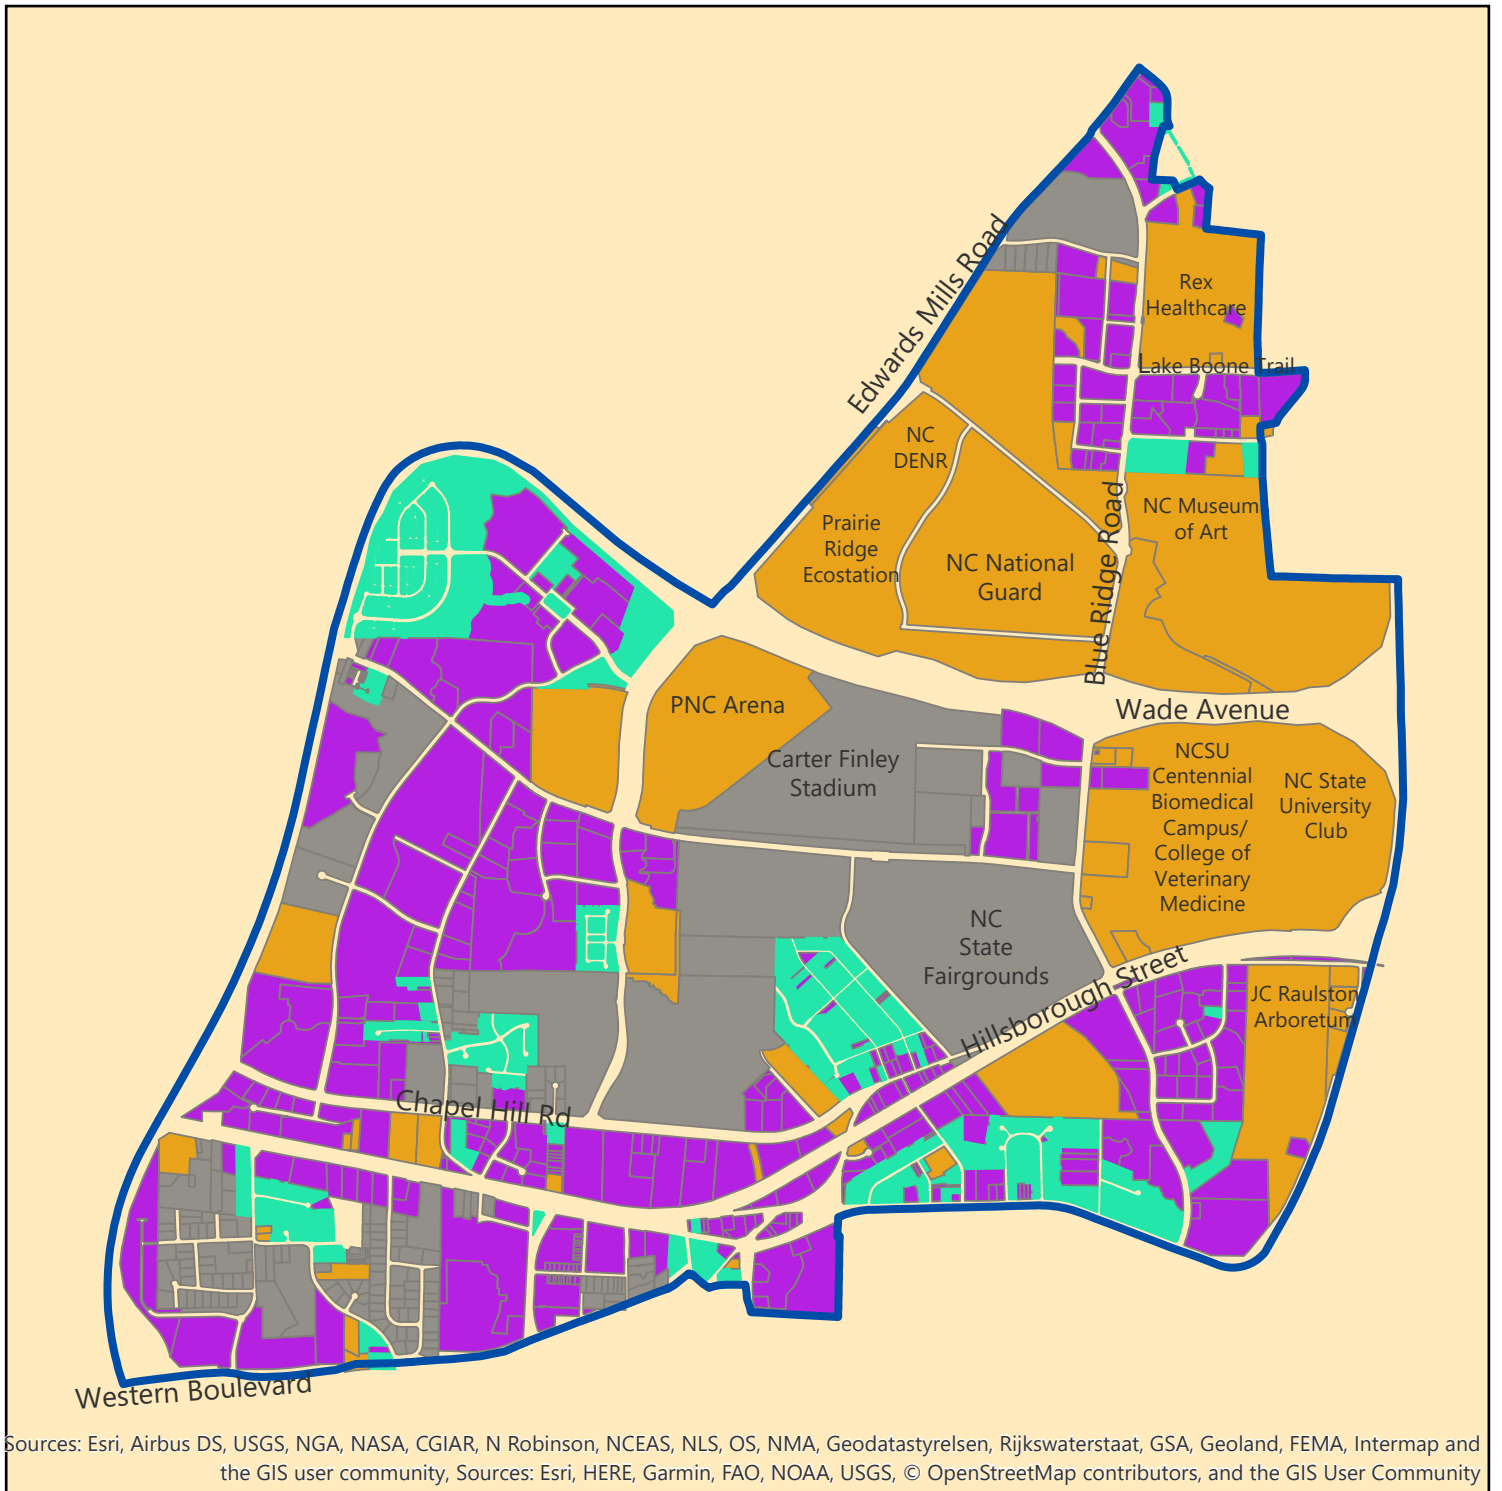 Edwards Mills Road
Rex
Healthcare
Lake Boone Trail
NC
DENR
NC Museum
of Art
Prairie
Ridge
Ecostation
NC National
Guard
Blue Ridge Road
PNC Arena
Wade Avenue
Carter Finley
Stadium
NCSU
Centennial
Biomedical
Campus/
College of
Veterinary
Medicine
NC State
University
Club
NC
State
Fairgrounds
Hillsborough Street
JC Raulston
Arboretum
Chapel Hill Rd
Western Boulevard
Sources: Esri, Airbus DS, USGS, NGA, NASA, CGIAR, N Robinson, NCEAS, NLS, OS, NMA, Geodatastyrelsen, Rijkswaterstaat, GSA, Geoland, FEMA, Intermap and
the GIS user community, Sources: Esri, HERE, Garmin, FAO, NOAA, USGS, © OpenStreetMap contributors, and the GIS User Community